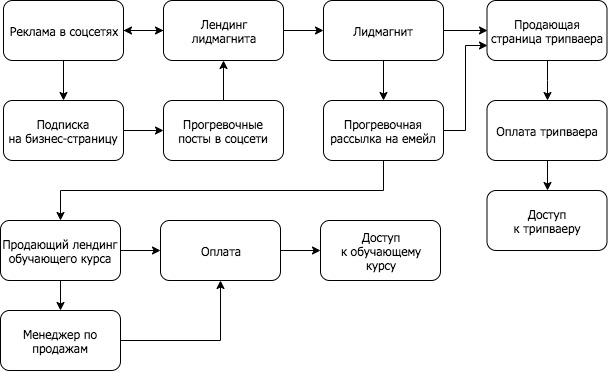 Реклама в соцсетях
Лендинг
лидмагнита
Лидмагнит
Продающая
страница трипваера
Подписка
на бизнес-страницу
Прогревочные
посты в соцсети
Прогревочная
рассылка на емейл
Оплата трипваера
Доступ
к трипваеру
Продающий лендинг
обучающего курса
Оплата
Доступ
к обучающему
курсу
Менеджер по
продажам